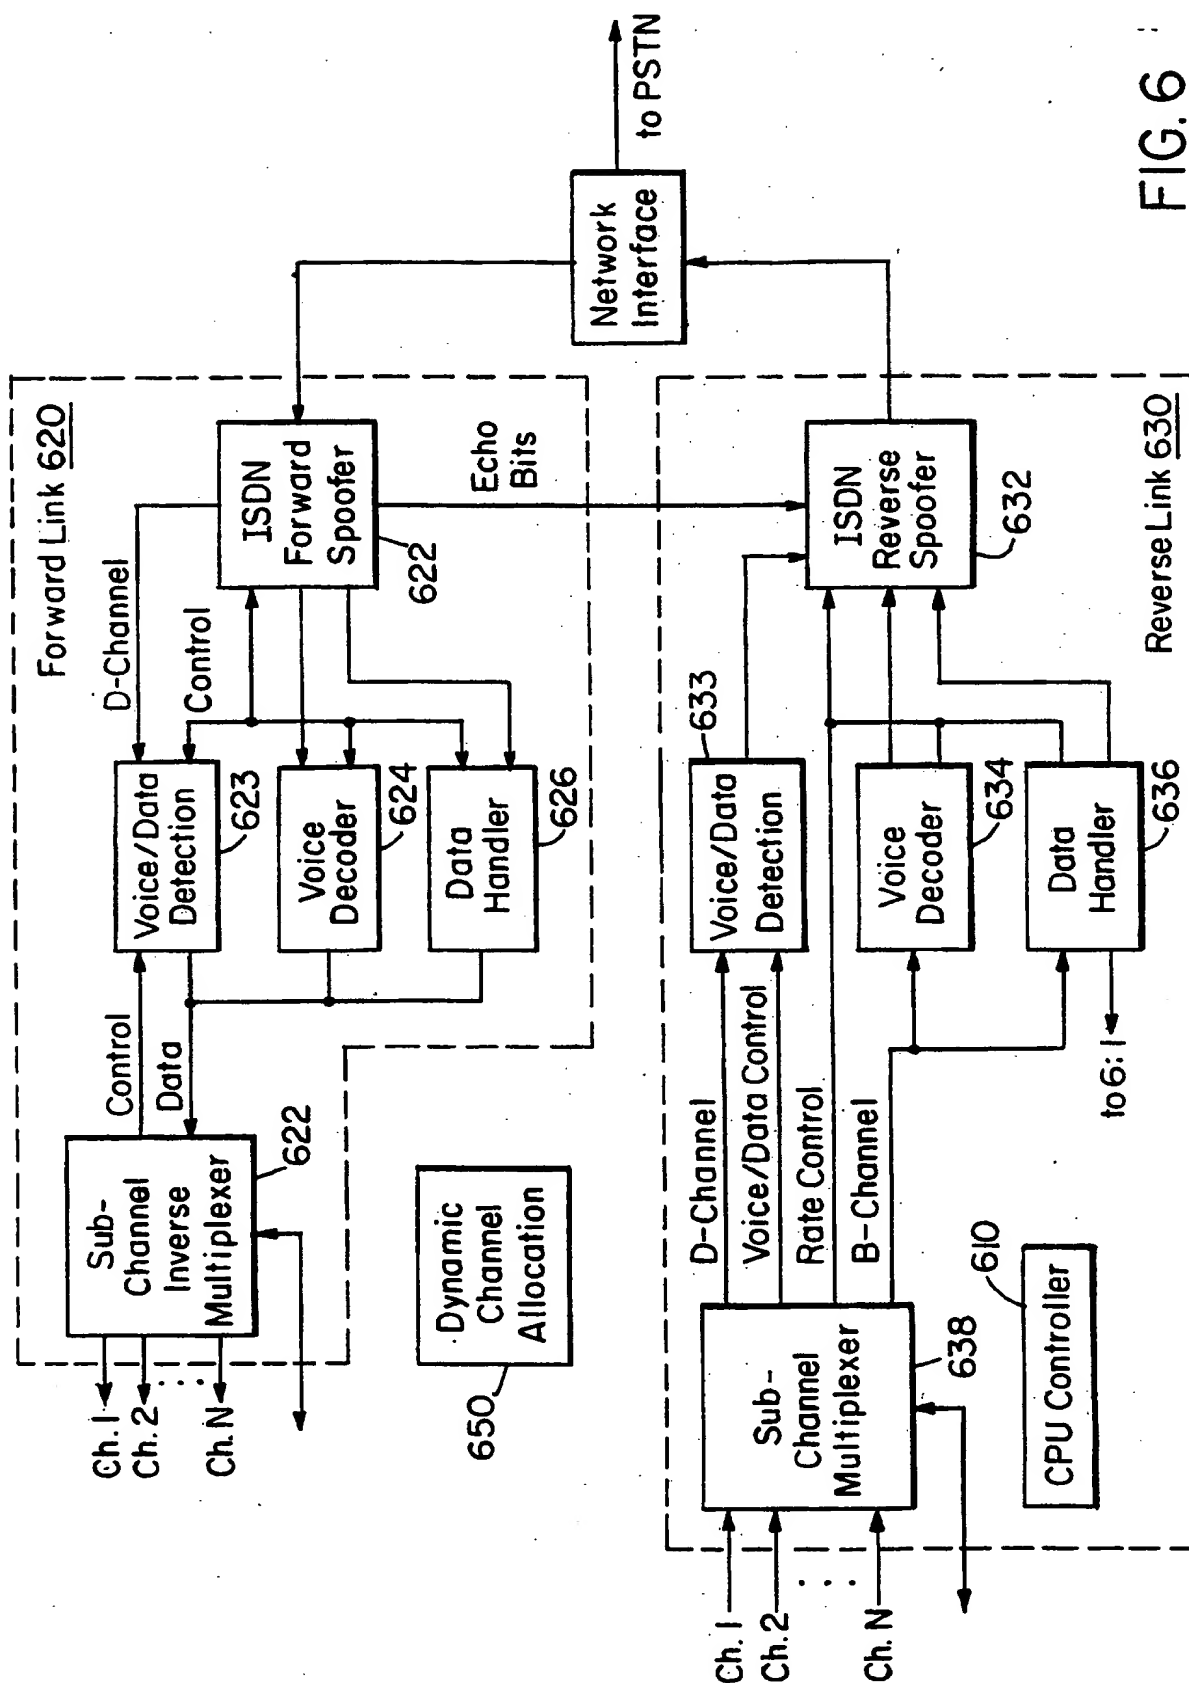 Forward Link 620
Ch. 1
Ch. 2
....
Ch. N
Sub-
Channel
Inverse
Multiplexer
622
Control
Data
Voice/Data
Detection
623
Voice
Decoder
624
Data
Handler
626
D-Channel
Control
ISDN
Forward
Spoofer
622
Echo
Bits
Network
Interface
to PSTN
Dynamic
Channel
Allocation
650
Ch. 1
Ch. 2
....
Ch. N
Sub-
Channel
Multiplexer
638
D-Channel
Voice/Data Control
Rate Control
B-Channel
Voice/Data
Detection
633
Voice
Decoder
634
Data
Handler
636
to 6: 1
ISDN
Reverse
Spoofer
632
CPU Controller
610
Reverse Link 630
FIG. 6